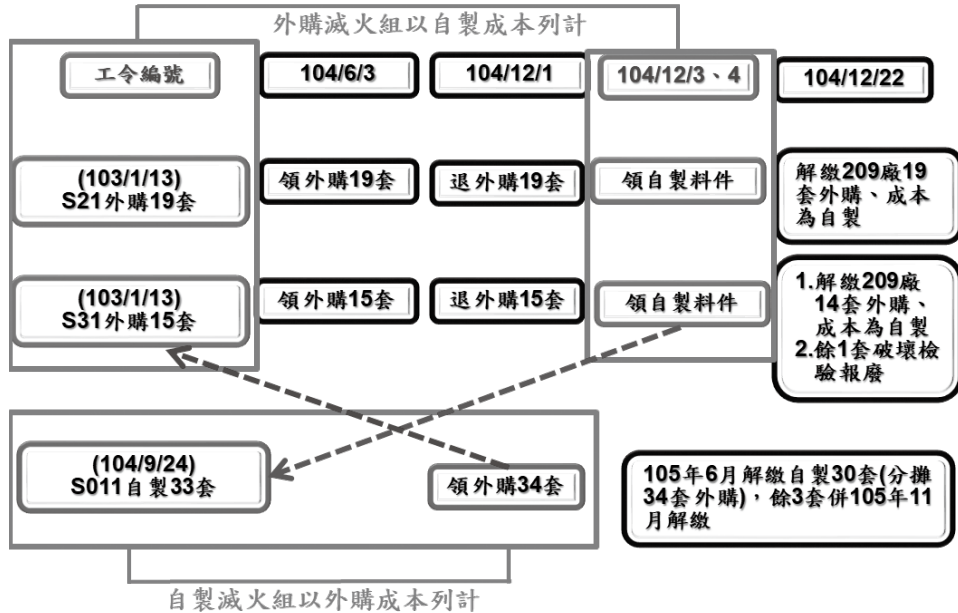 外購滅火組以自製成本列計
工令編號
104/6/3
104/12/1
104/12/3、4
104/12/22
(103/1/13)
S21外購19套
領外購19套
退外購19套
領自製料件
解繳209廠19
套外購、成本
為自製
(103/1/13)
S31外購15套
領外購15套
退外購15套
領自製料件
1.解繳209廠
14套外購、
成本為自製
2.餘1套破壞檢
驗報廢
(104/9/24)
S011自製33套
領外購34套
105年6月解繳自製30套(分攤
34套外購)，餘3套併105年11
月解繳
自製滅火組以外購成本列計